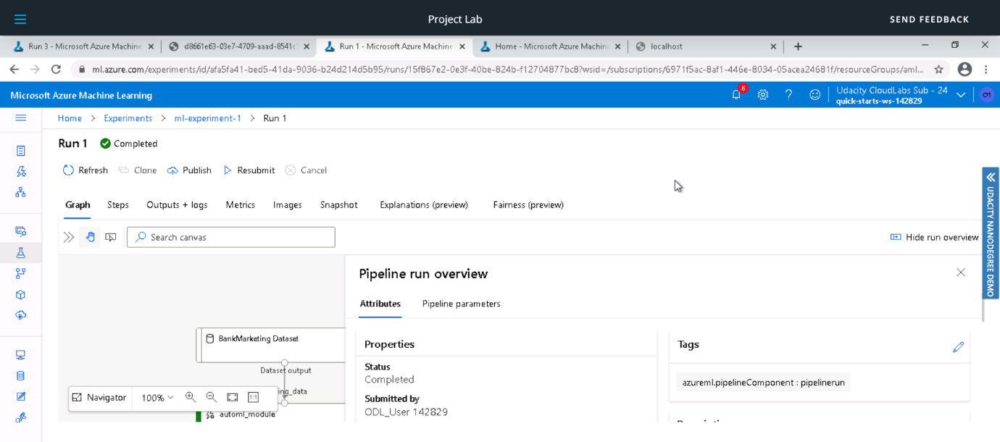 Project Lab
SEND FEEDBACK
Run 3 - Microsoft Azure Machine
d8661e63-03e7-4709-aaad-8541c
Run 1 - Microsoft Azure Machine
Home - Microsoft Azure Machin
localhost
ml.azure.com/experiments/id/afa5fa41-bed5-41da-9036-b24d214d5b95/runs/15f867e2-0e3f-40be-824b-f12704877bc8?wsid=/subscriptions/6971f5ac-8af1-446e-8034-05acea24681f/resourceGroups/aml...
Microsoft Azure Machine Learning
6
Udacity CloudLabs Sub - 24
quick-starts-ws-142829
O1
Home > Experiments > ml-experiment-1 > Run 1
Run 1 Completed
Refresh Clone Publish Resubmit Cancel
Graph Steps Outputs + logs Metrics Images Snapshot Explanations (preview) Fairness (preview)
Search canvas
Hide run overview
UDACITY NANODEGREE DEMO
Pipeline run overview
Attributes Pipeline parameters
BankMarketing Dataset
Dataset output
ing_data
Navigator 100% 1:1
automl_module
Properties
Status
Completed
Submitted by
ODL_User 142829
Tags
azureml.pipelineComponent : pipelinerun